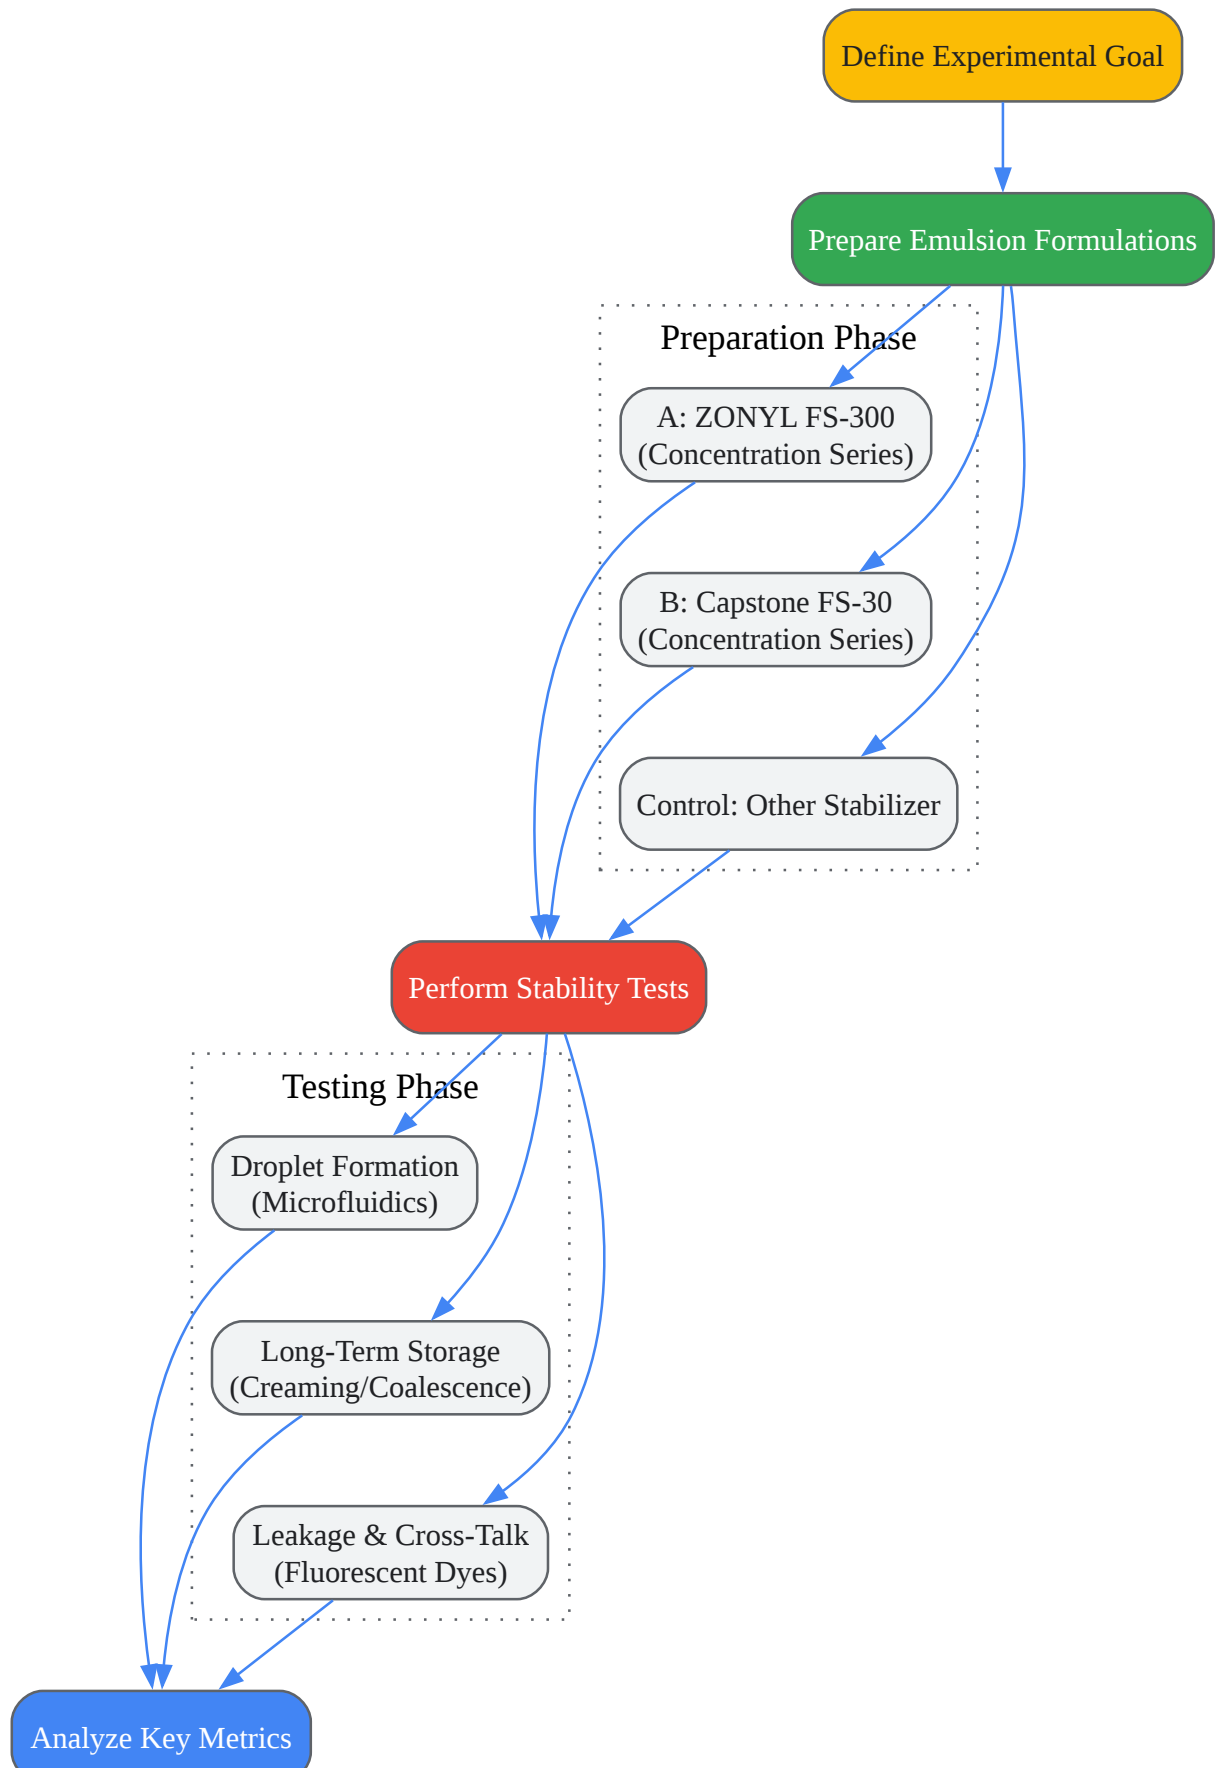 Define Experimental Goal
Prepare Emulsion Formulations
Preparation Phase
A: ZONYL FS-300
(Concentration Series)
B: Capstone FS-30
(Concentration Series)
Control: Other Stabilizer
Perform Stability Tests
Testing Phase
Droplet Formation
(Microfluidics)
Long-Term Storage
(Creaming/Coalescence)
Leakage & Cross-Talk
(Fluorescent Dyes)
Analyze Key Metrics